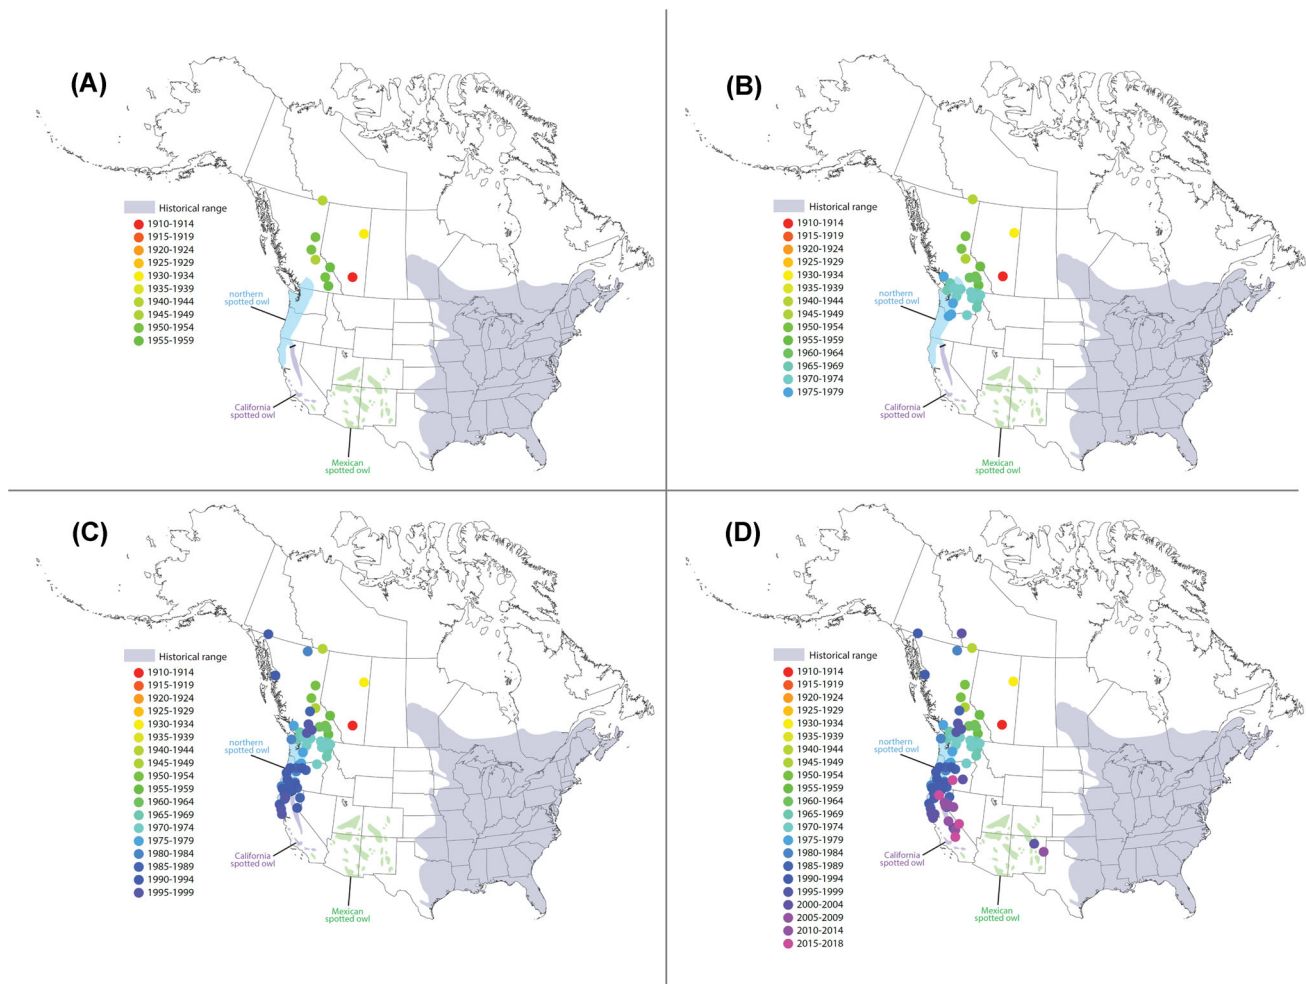 (A)
Historical range
1910-1914
1915-1919
1920-1924
1925-1929
1930-1934
1935-1939
1940-1944
1945-1949
1950-1954
1955-1959
northern
spotted owl
California
spotted owl
Mexican
spotted owl
(B)
Historical range
1910-1914
1915-1919
1920-1924
1925-1929
1930-1934
1935-1939
1940-1944
1945-1949
1950-1954
1955-1959
1960-1964
1965-1969
1970-1974
1975-1979
northern
spotted owl
California
spotted owl
Mexican
spotted owl
(C)
Historical range
1910-1914
1915-1919
1920-1924
1925-1929
1930-1934
1935-1939
1940-1944
1945-1949
1950-1954
1955-1959
1960-1964
1965-1969
1970-1974
1975-1979
1980-1984
1985-1989
1990-1994
1995-1999
northern
spotted owl
California
spotted owl
Mexican
spotted owl
(D)
Historical range
1910-1914
1915-1919
1920-1924
1925-1929
1930-1934
1935-1939
1940-1944
1945-1949
1950-1954
1955-1959
1960-1964
1965-1969
1970-1974
1975-1979
1980-1984
1985-1989
1990-1994
1995-1999
2000-2004
2005-2009
2010-2014
2015-2018
northern
spotted owl
California
spotted owl
Mexican
spotted owl